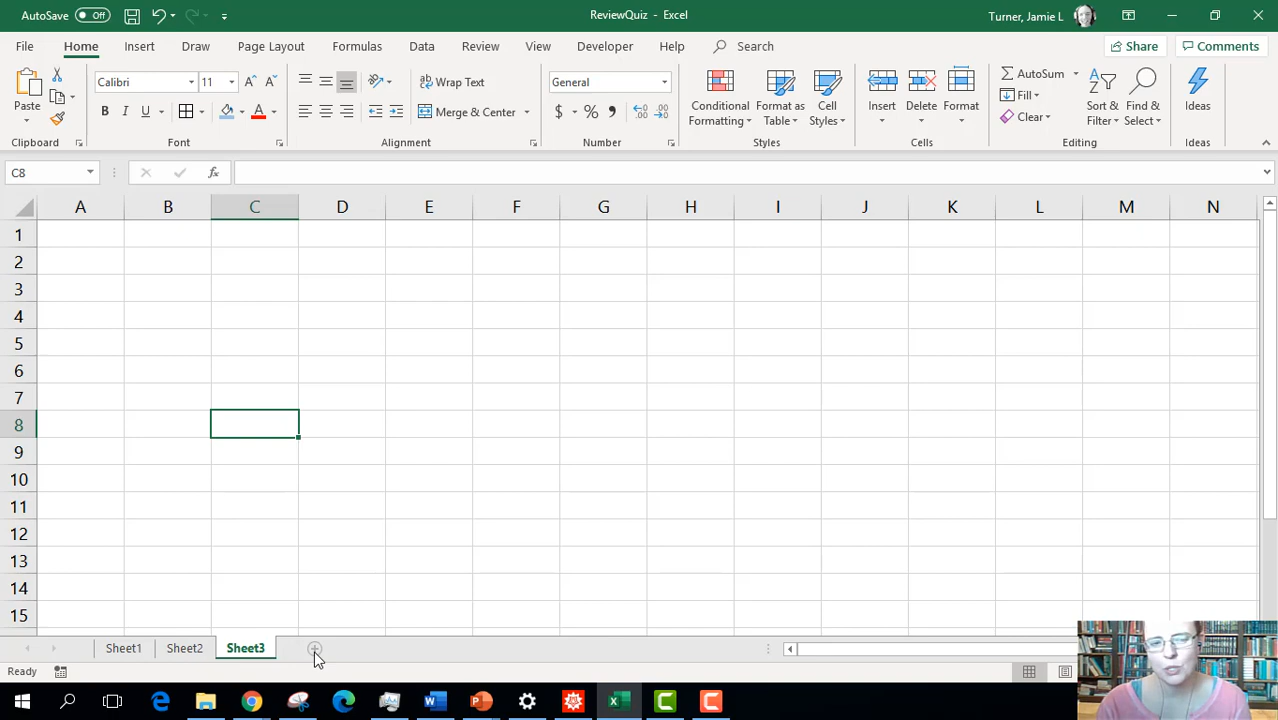 AutoSave Off
ReviewQuiz - Excel
Turner, Jamie L
File Home Insert Draw Page Layout Formulas Data Review View Developer Help Search Share Comments
Paste
Clipboard
Calibri 11
B I U
Font
Wrap Text
Merge & Center
Alignment
General
$ % ,
Number
Conditional Formatting
Format as Table
Cell Styles
Styles
Insert
Delete
Format
Cells
AutoSum
Fill
Clear
Sort & Filter
Find & Select
Editing
Ideas
Ideas
C8 fx
A B C D E F G H I J K L M N
1
2
3
4
5
6
7
8
9
10
11
12
13
14
15
Sheet1 Sheet2 Sheet3
Ready